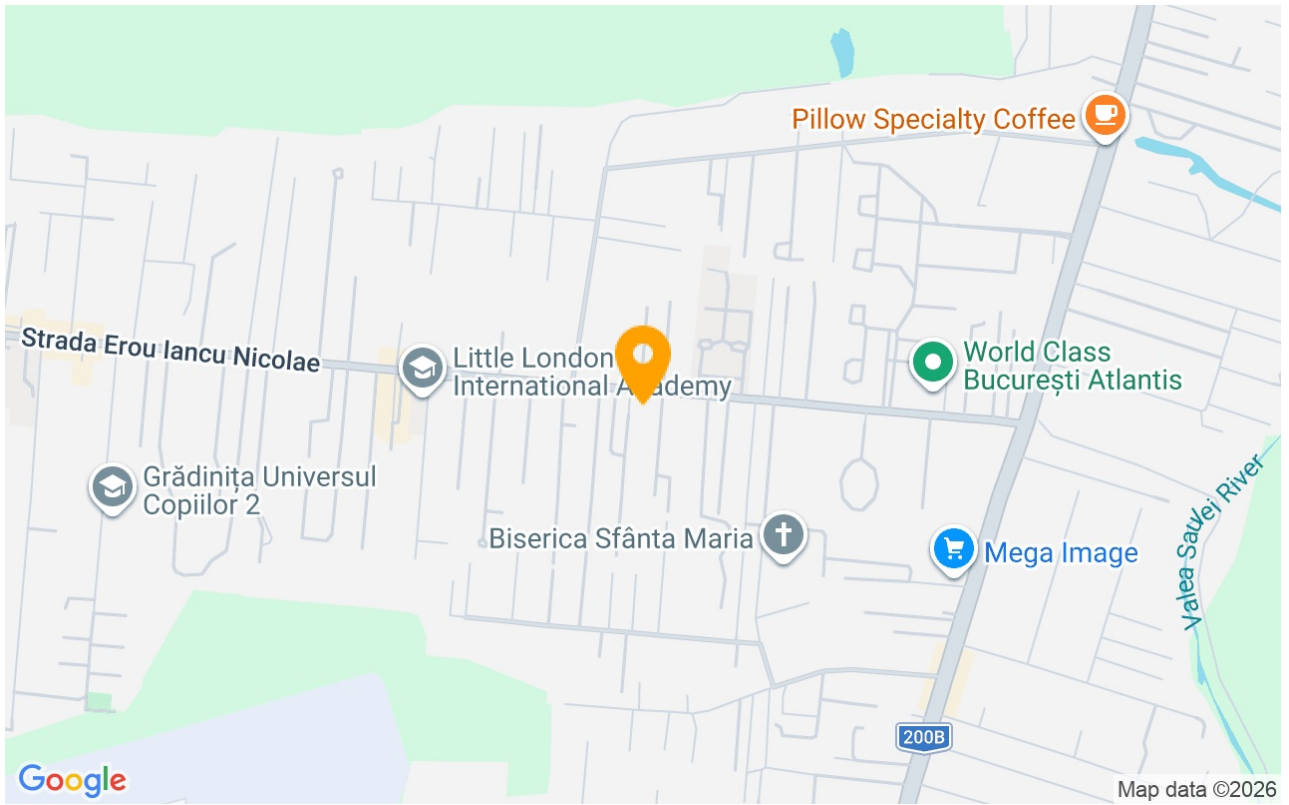 Pillow Specialty Coffee
Strada Erou Iancu Nicolae
Little London
International Academy
World Class
București Atlantis
Grădinița Universul
Copiilor 2
Biserica Sfânta Maria
Mega Image
Valea Saulei River
200B
Google
Map data ©2026